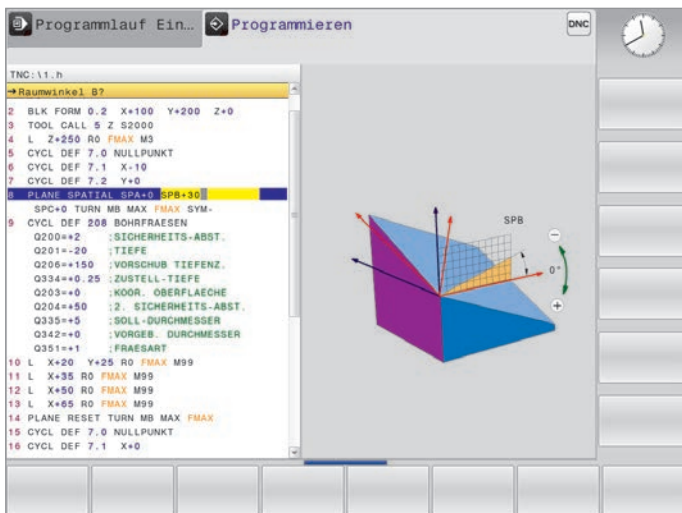 Programmlauf Ein... Programmieren DNC
TNC:\1.h
→Raumwinkel B?
2 BLK FORM 0.2 X+100 Y+200 Z+0
3 TOOL CALL 5 Z S2000
4 L Z+250 R0 FMAX M3
5 CYCL DEF 7.0 NULLPUNKT
6 CYCL DEF 7.1 X-10
7 CYCL DEF 7.2 Y+0
8 PLANE SPATIAL SPA+0 SPB+30
SPC+0 TURN MB MAX FMAX SYM-
9 CYCL DEF 208 BOHRFRAESEN
Q200=+2 ;SICHERHEITS-ABST.
Q201=-20 ;TIEFE
Q206=+150 ;VORSCHUB TIEFENZ.
Q334=+0.25 ;ZUSTELL-TIEFE
Q203=+0 ;KOOR. OBERFLAECHE
Q204=+50 ;2. SICHERHEITS-ABST.
Q335=+5 ;SOLL-DURCHMESSER
Q342=+0 ;VORGEB. DURCHMESSER
Q351=+1 ;FRAESART
10 L X+20 Y+25 R0 FMAX M99
11 L X+35 R0 FMAX M99
12 L X+50 R0 FMAX M99
13 L X+65 R0 FMAX M99
14 PLANE RESET TURN MB MAX FMAX
15 CYCL DEF 7.0 NULLPUNKT
16 CYCL DEF 7.1 X+0
SPB
−
0°
+